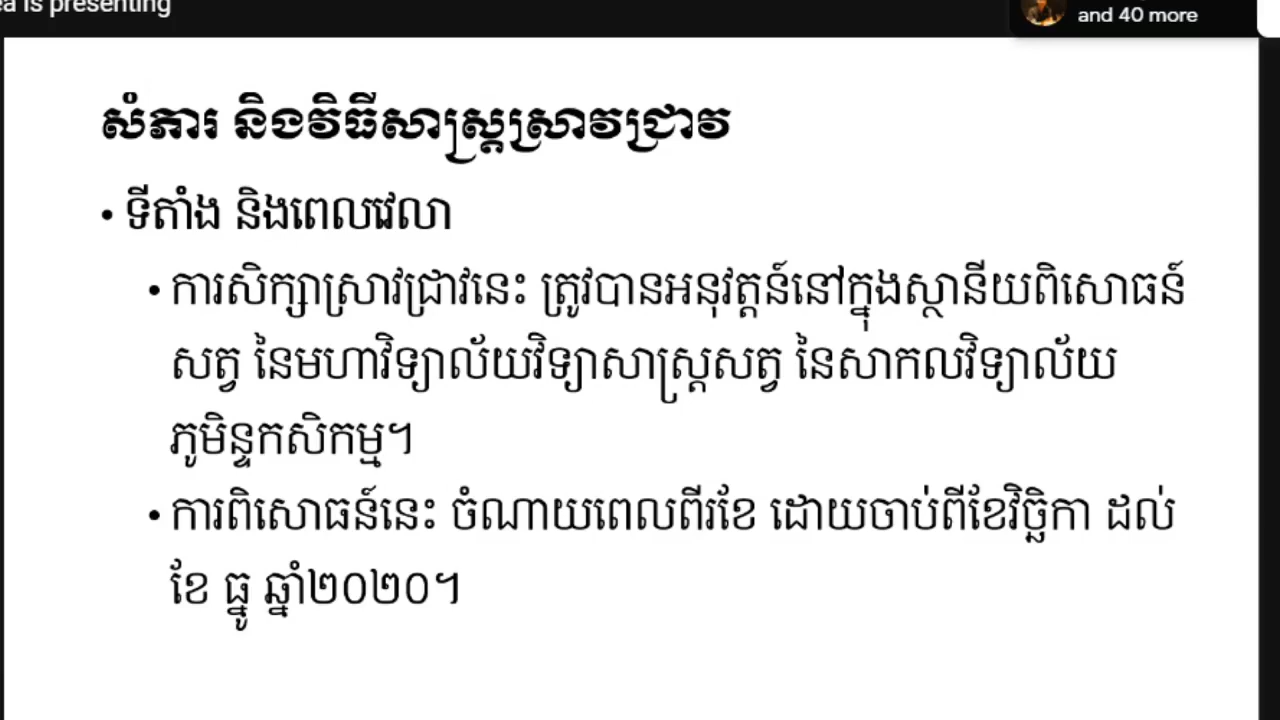 is presenting
and 40 more
សំភារ និងវិធីសាស្ត្រស្រាវជ្រាវ
• ទីតាំង និងពេលវេលា
• ការសិក្សាស្រាវជ្រាវនេះ ត្រូវបានអនុវត្តន៍នៅក្នុងស្ថានីយពិសោធន៍
សត្វ នៃមហាវិទ្យាល័យវិទ្យាសាស្ត្រសត្វ នៃសាកលវិទ្យាល័យ
ភូមិន្ទកសិកម្ម។
• ការពិសោធន៍នេះ ចំណាយពេលពីរខែ ដោយចាប់ពីខែវិច្ឆិកា ដល់
ខែ ធ្នូ ឆ្នាំ២០២០។